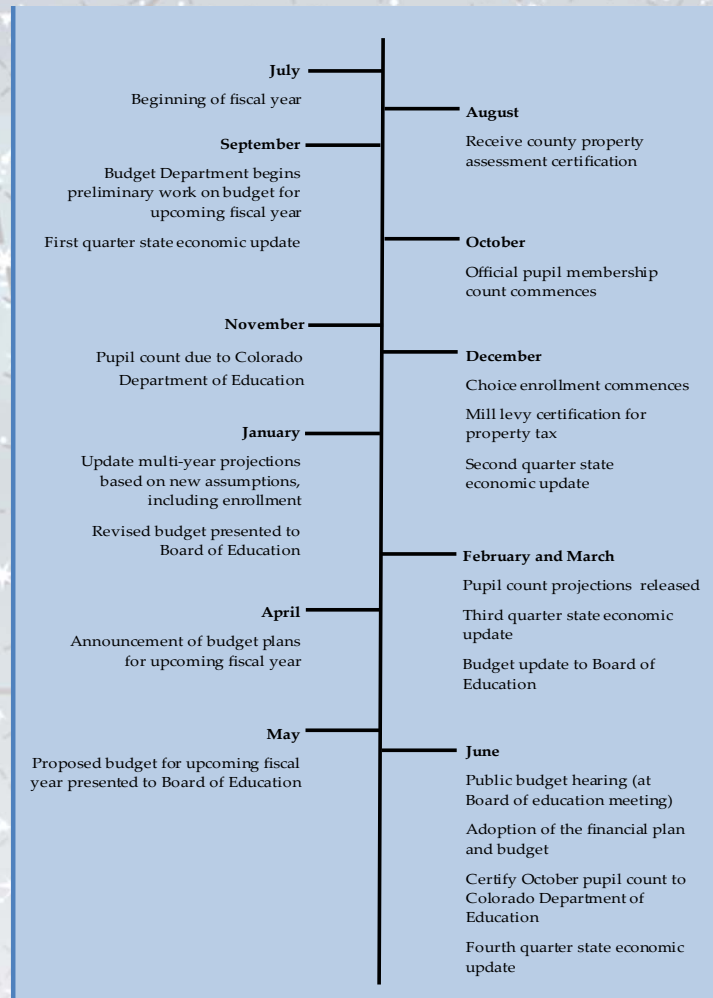 July
Beginning of fiscal year
August
Receive county property
assessment certification
September
Budget Department begins
preliminary work on budget for
upcoming fiscal year
First quarter state economic update
October
Official pupil membership
count commences
November
Pupil count due to Colorado
Department of Education
December
Choice enrollment commences
Mill levy certification for
property tax
Second quarter state
economic update
January
Update multi-year projections
based on new assumptions,
including enrollment
Revised budget presented to
Board of Education
February and March
Pupil count projections released
Third quarter state economic
update
Budget update to Board of
Education
April
Announcement of budget plans
for upcoming fiscal year
May
Proposed budget for upcoming fiscal
year presented to Board of Education
June
Public budget hearing (at
Board of education meeting)
Adoption of the financial plan
and budget
Certify October pupil count to
Colorado Department of
Education
Fourth quarter state economic
update